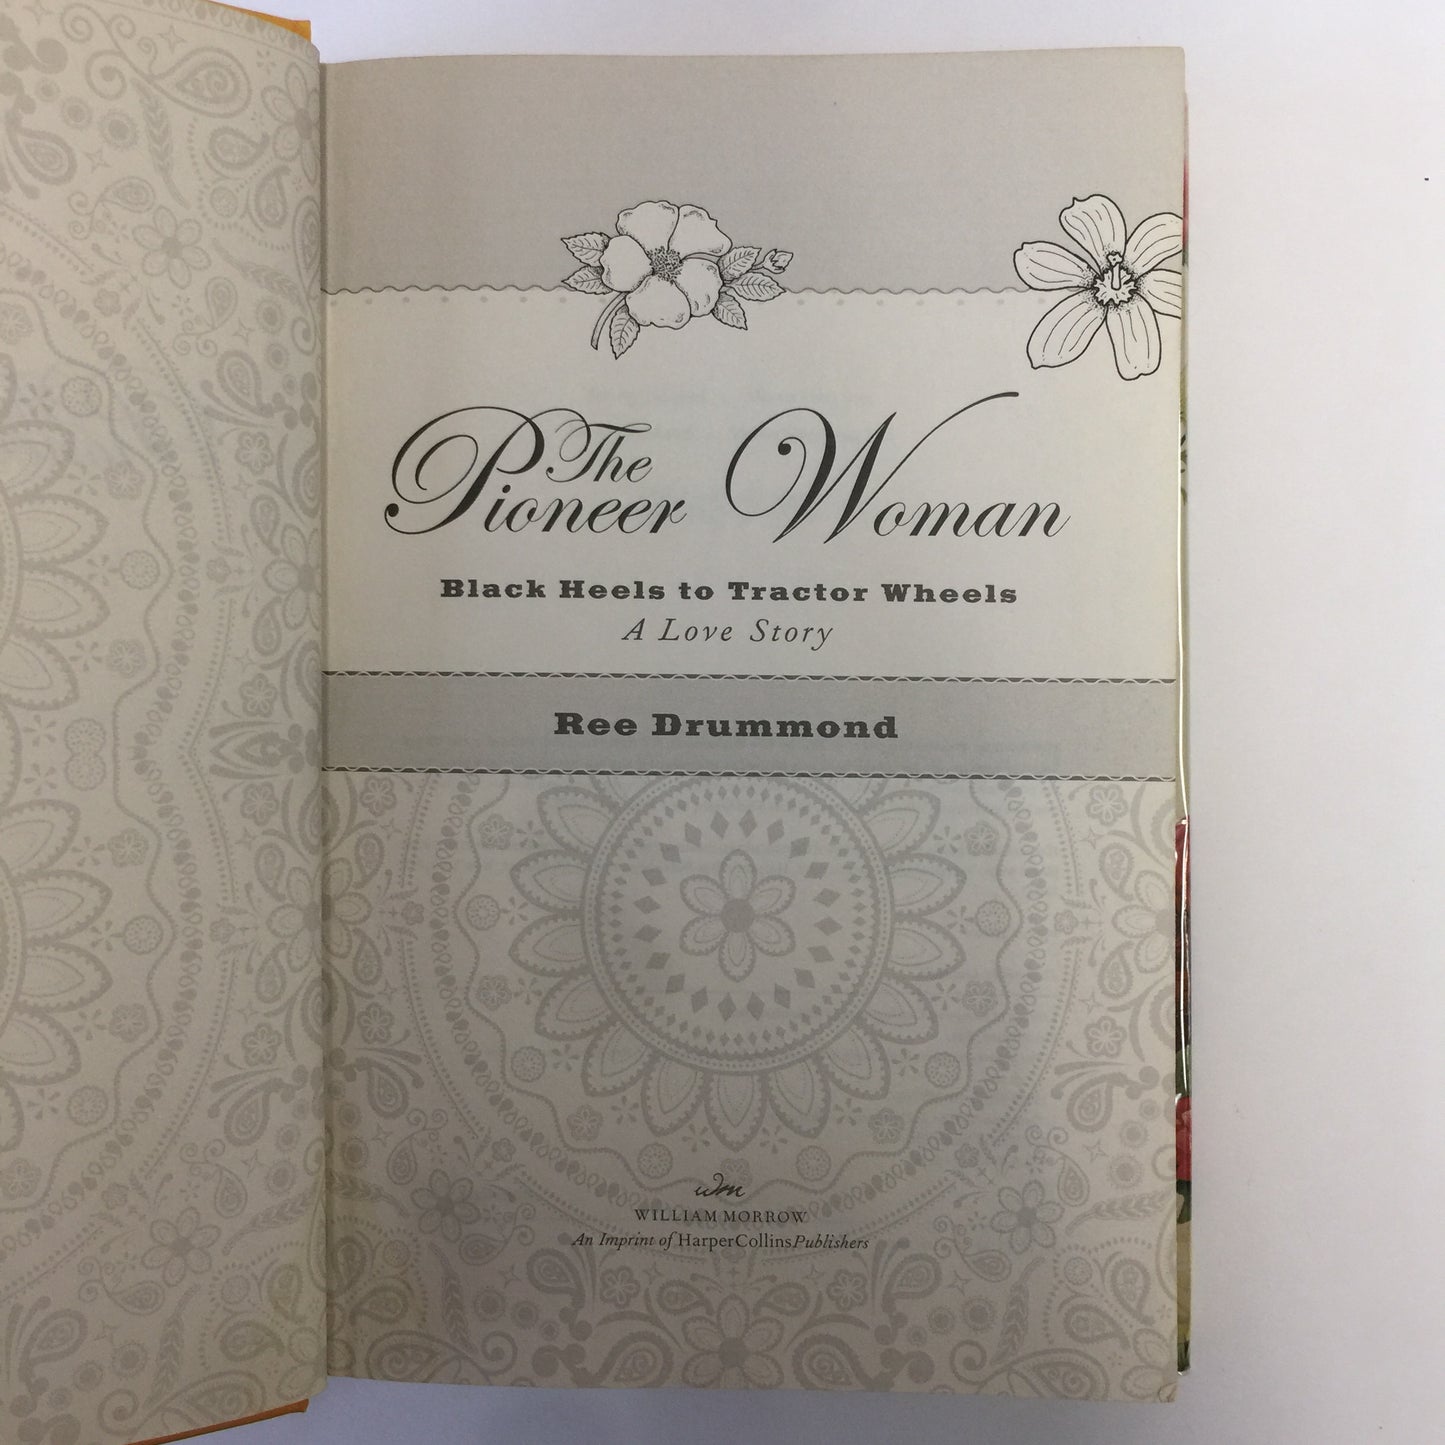 The
Pioneer Woman
Black Heels to Tractor Wheels
A Love Story
Ree Drummond
wm
WILLIAM MORROW
An Imprint of HarperCollinsPublishers